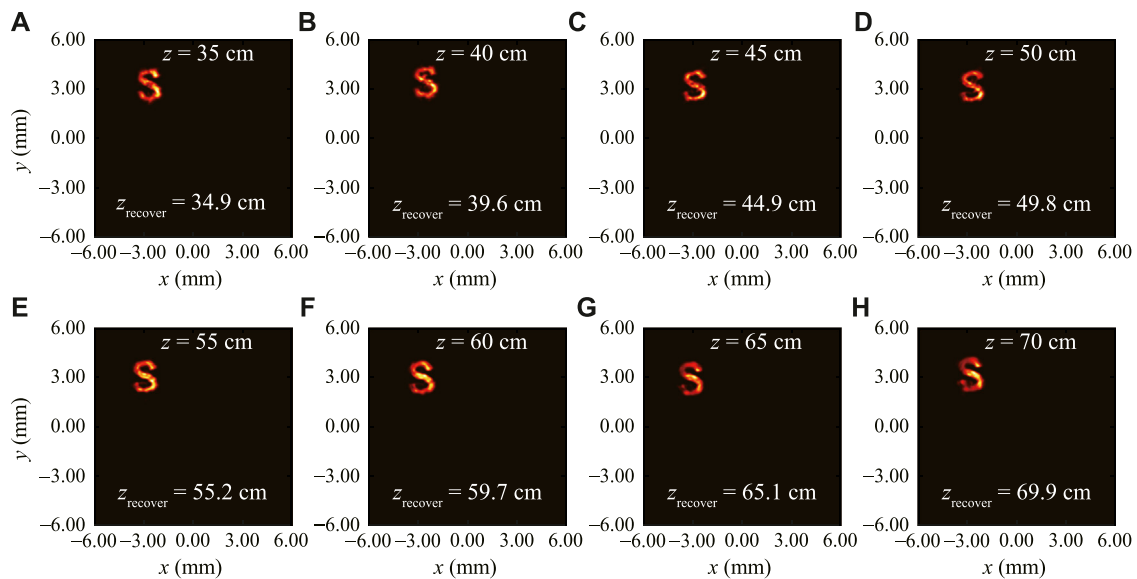 A
B
C
D
6.00
3.00
0.00
−3.00
−6.00
y (mm)
z = 35 cm
S
z_recover = 34.9 cm
−6.00 −3.00 0.00 3.00 6.00
x (mm)
6.00
3.00
0.00
−3.00
−6.00
z = 40 cm
S
z_recover = 39.6 cm
−6.00 −3.00 0.00 3.00 6.00
x (mm)
6.00
3.00
0.00
−3.00
−6.00
z = 45 cm
S
z_recover = 44.9 cm
−6.00 −3.00 0.00 3.00 6.00
x (mm)
6.00
3.00
0.00
−3.00
−6.00
z = 50 cm
S
z_recover = 49.8 cm
−6.00 −3.00 0.00 3.00 6.00
x (mm)
E
F
G
H
6.00
3.00
0.00
−3.00
−6.00
y (mm)
z = 55 cm
S
z_recover = 55.2 cm
−6.00 −3.00 0.00 3.00 6.00
x (mm)
6.00
3.00
0.00
−3.00
−6.00
z = 60 cm
S
z_recover = 59.7 cm
−6.00 −3.00 0.00 3.00 6.00
x (mm)
6.00
3.00
0.00
−3.00
−6.00
z = 65 cm
S
z_recover = 65.1 cm
−6.00 −3.00 0.00 3.00 6.00
x (mm)
6.00
3.00
0.00
−3.00
−6.00
z = 70 cm
S
z_recover = 69.9 cm
−6.00 −3.00 0.00 3.00 6.00
x (mm)